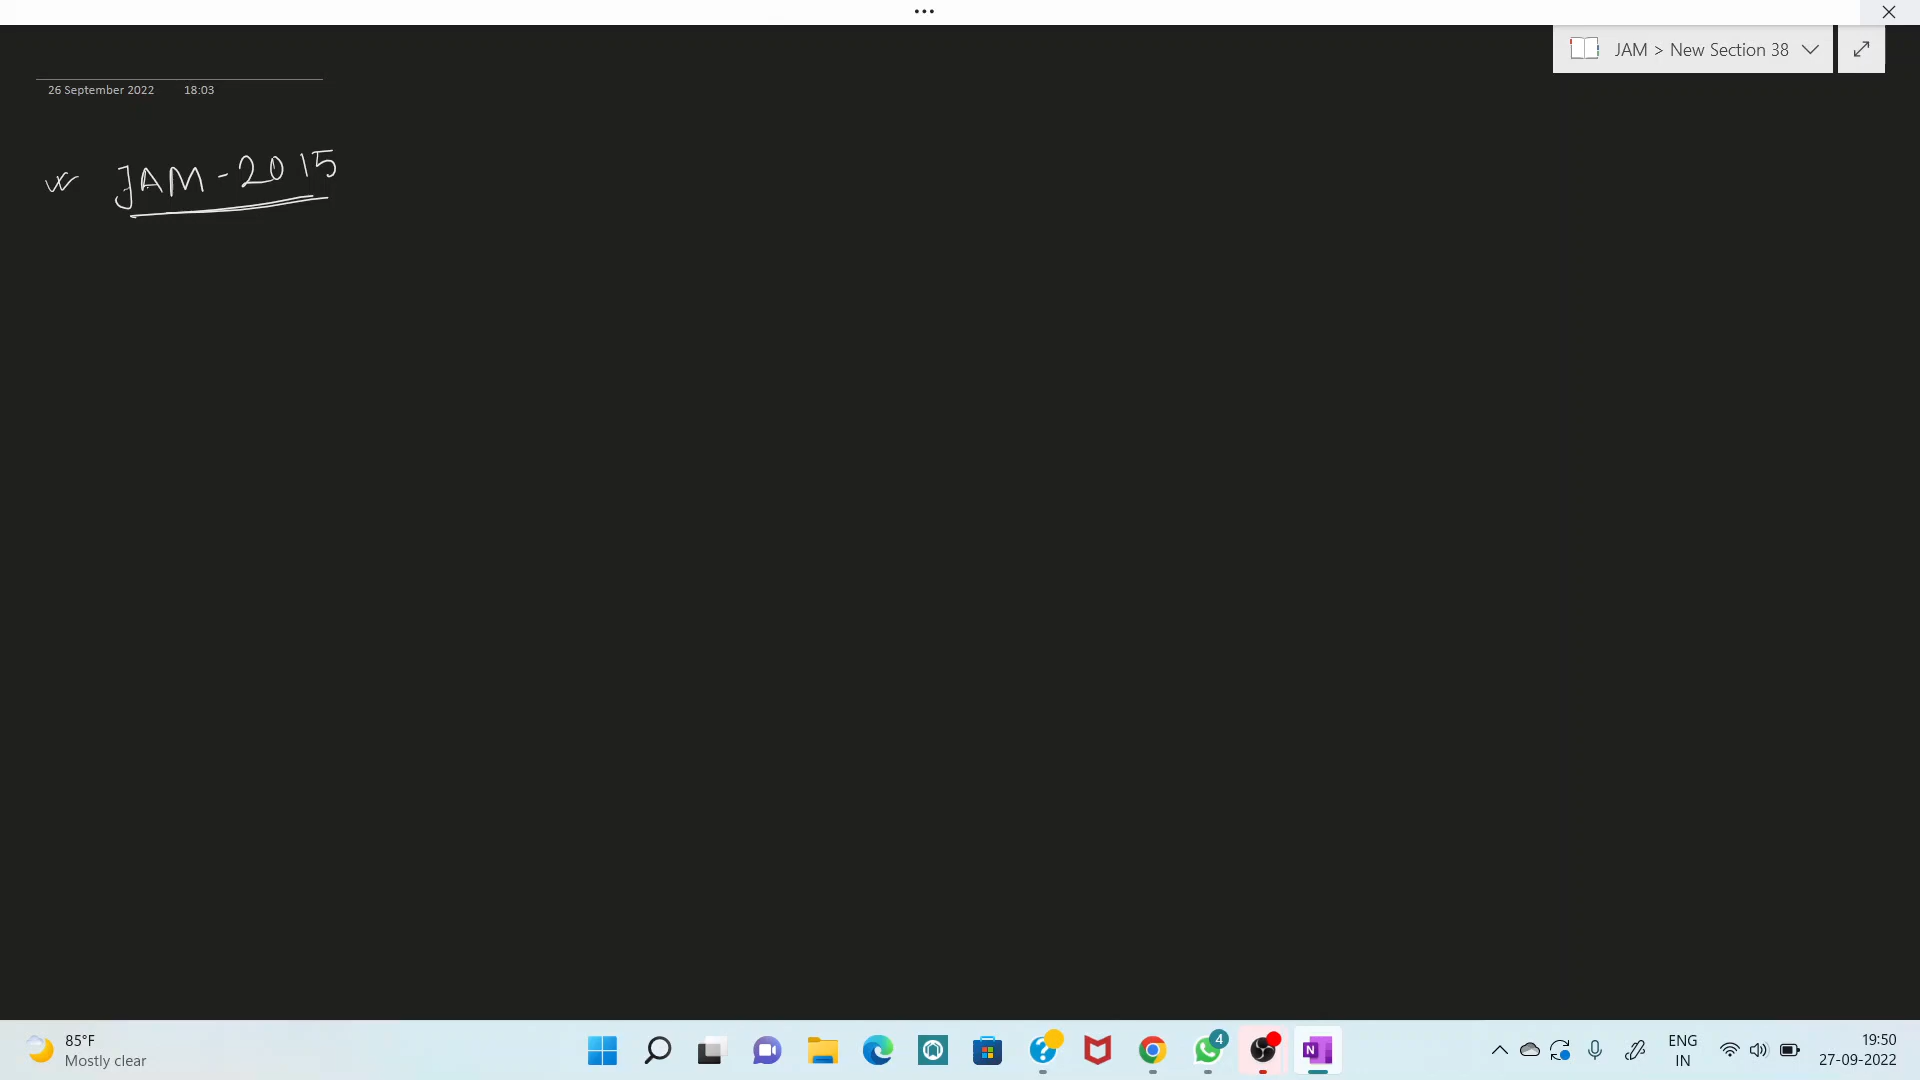 JAM > New Section 38
26 September 2022 18:03
JAM - 2015
85°F
Mostly clear
4
ENG
IN
19:50
27-09-2022